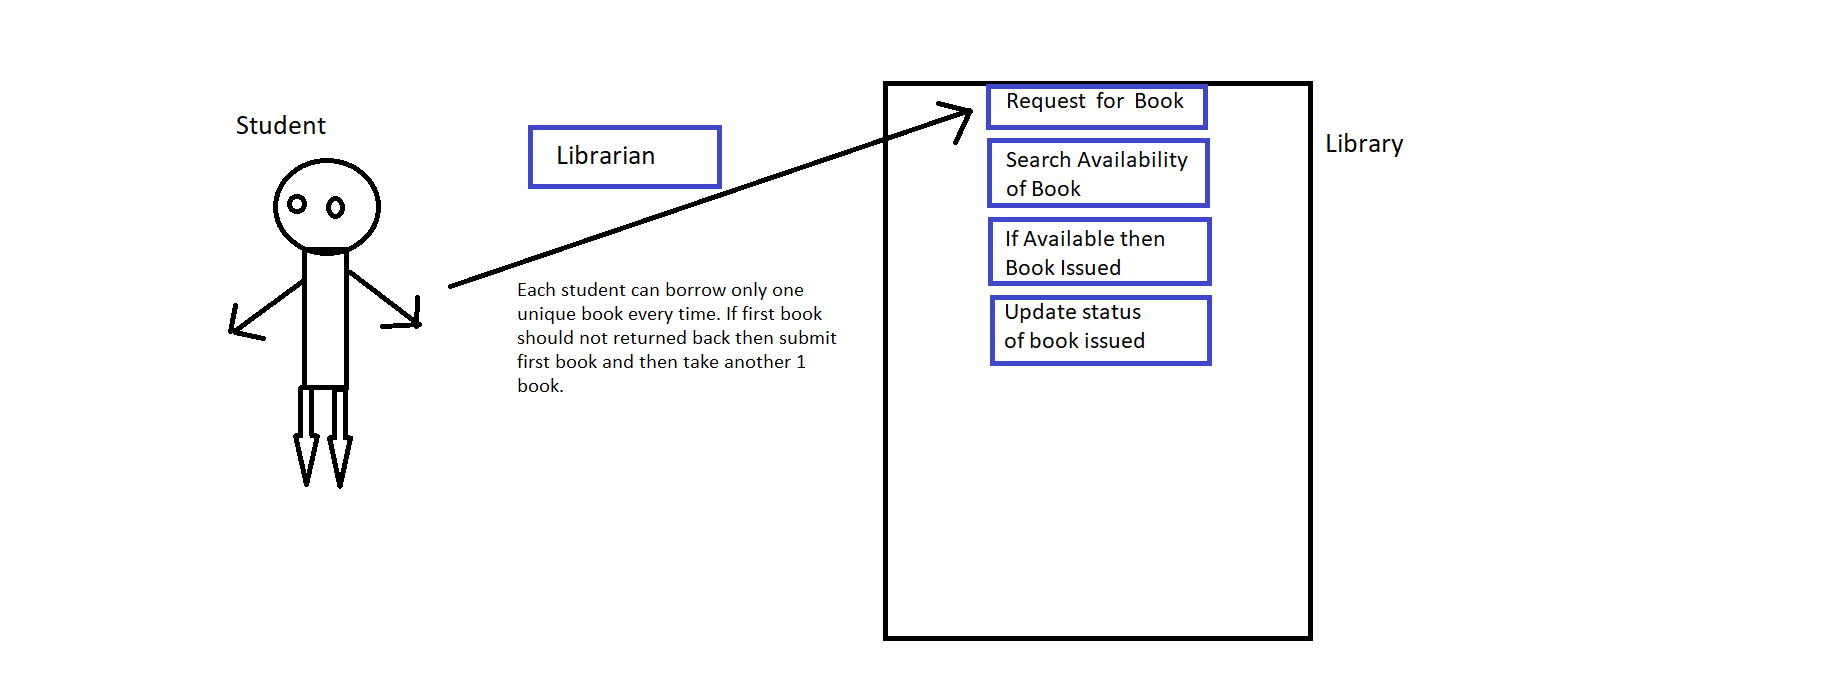 Student
Librarian
Each student can borrow only one
unique book every time. If first book
should not returned back then submit
first book and then take another 1
book.
Request for Book
Search Availability
of Book
If Available then
Book Issued
Update status
of book issued
Library